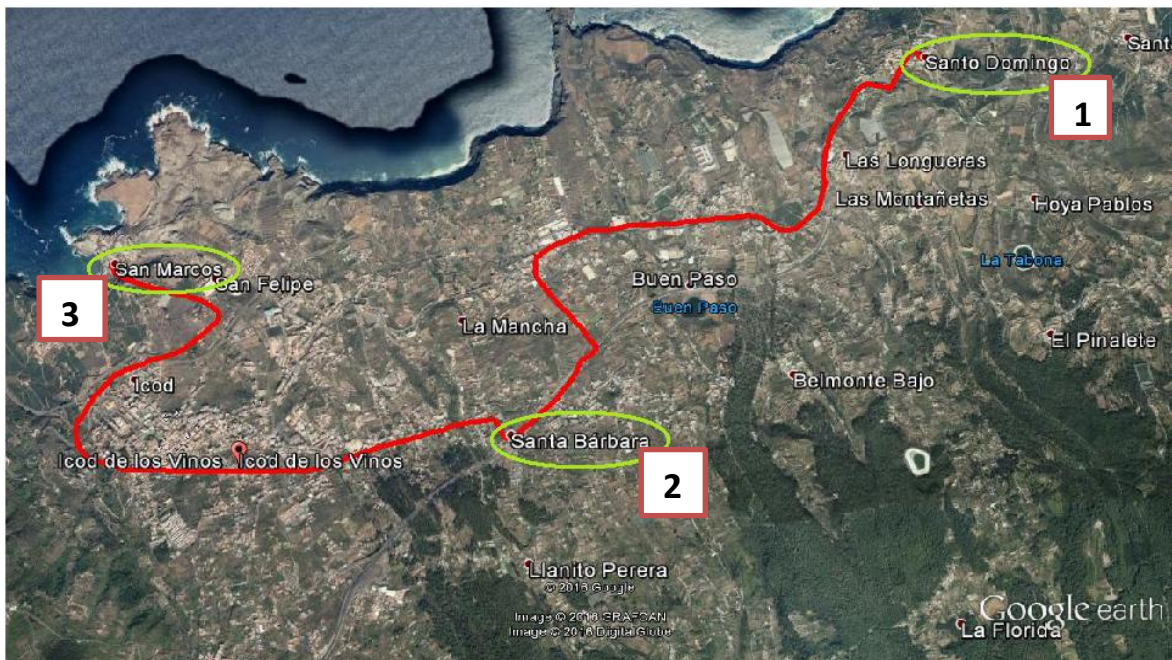 Santo Domingo
Santa
1
Las Longueras
Las Montañetas
Hoya Pablos
La Tabona
San Marcos
San Felipe
3
Buen Paso
Buen Paso
La Mancha
El Pinalete
Icod
Belmonte Bajo
Santa Bárbara
Icod de los Vinos
Icod de los Vinos
2
Llanito Perera
© 2016 Google
Image © 2016 GRAFCAN
Image © 2016 DigitalGlobe
Google earth
La Florida